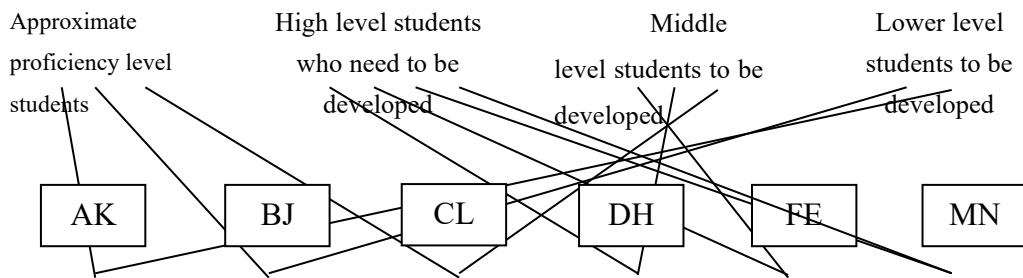 Approximate
proficiency level
students
High level students
who need to be
developed
Middle
level students to be
developed
Lower level
students to be
developed
AK
BJ
CL
DH
FE
MN